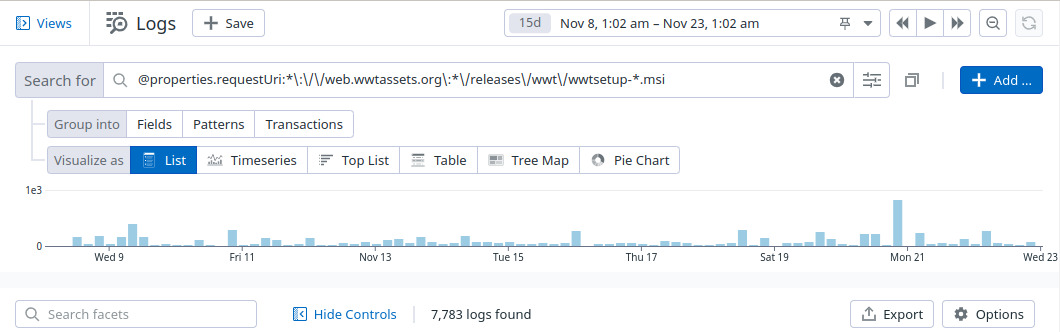 Views Logs + Save 15d Nov 8, 1:02 am – Nov 23, 1:02 am
Search for @properties.requestUri:*\:\/\/web.wwtassets.org\:*\/releases\/wwt\/wwtsetup-*.msi + Add ...
Group into Fields Patterns Transactions
Visualize as List Timeseries Top List Table Tree Map Pie Chart
1e3
0
Wed 9 Fri 11 Nov 13 Tue 15 Thu 17 Sat 19 Mon 21 Wed 23
Search facets Hide Controls 7,783 logs found Export Options